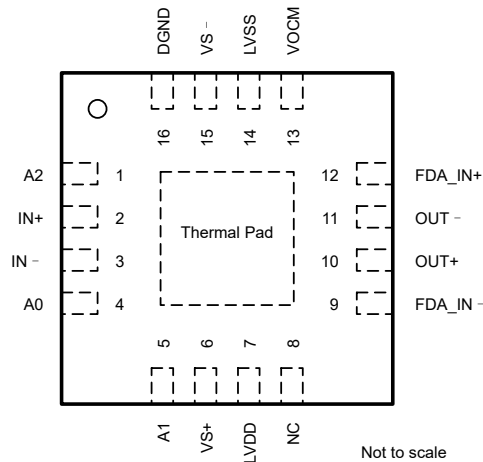 DGND
VS-
LVSS
VOCM
16
15
14
13
A2 1
IN+ 2
IN- 3
A0 4
Thermal Pad
12 FDA_IN+
11 OUT-
10 OUT+
9 FDA_IN-
5
6
7
8
A1
VS+
LVDD
NC
Not to scale